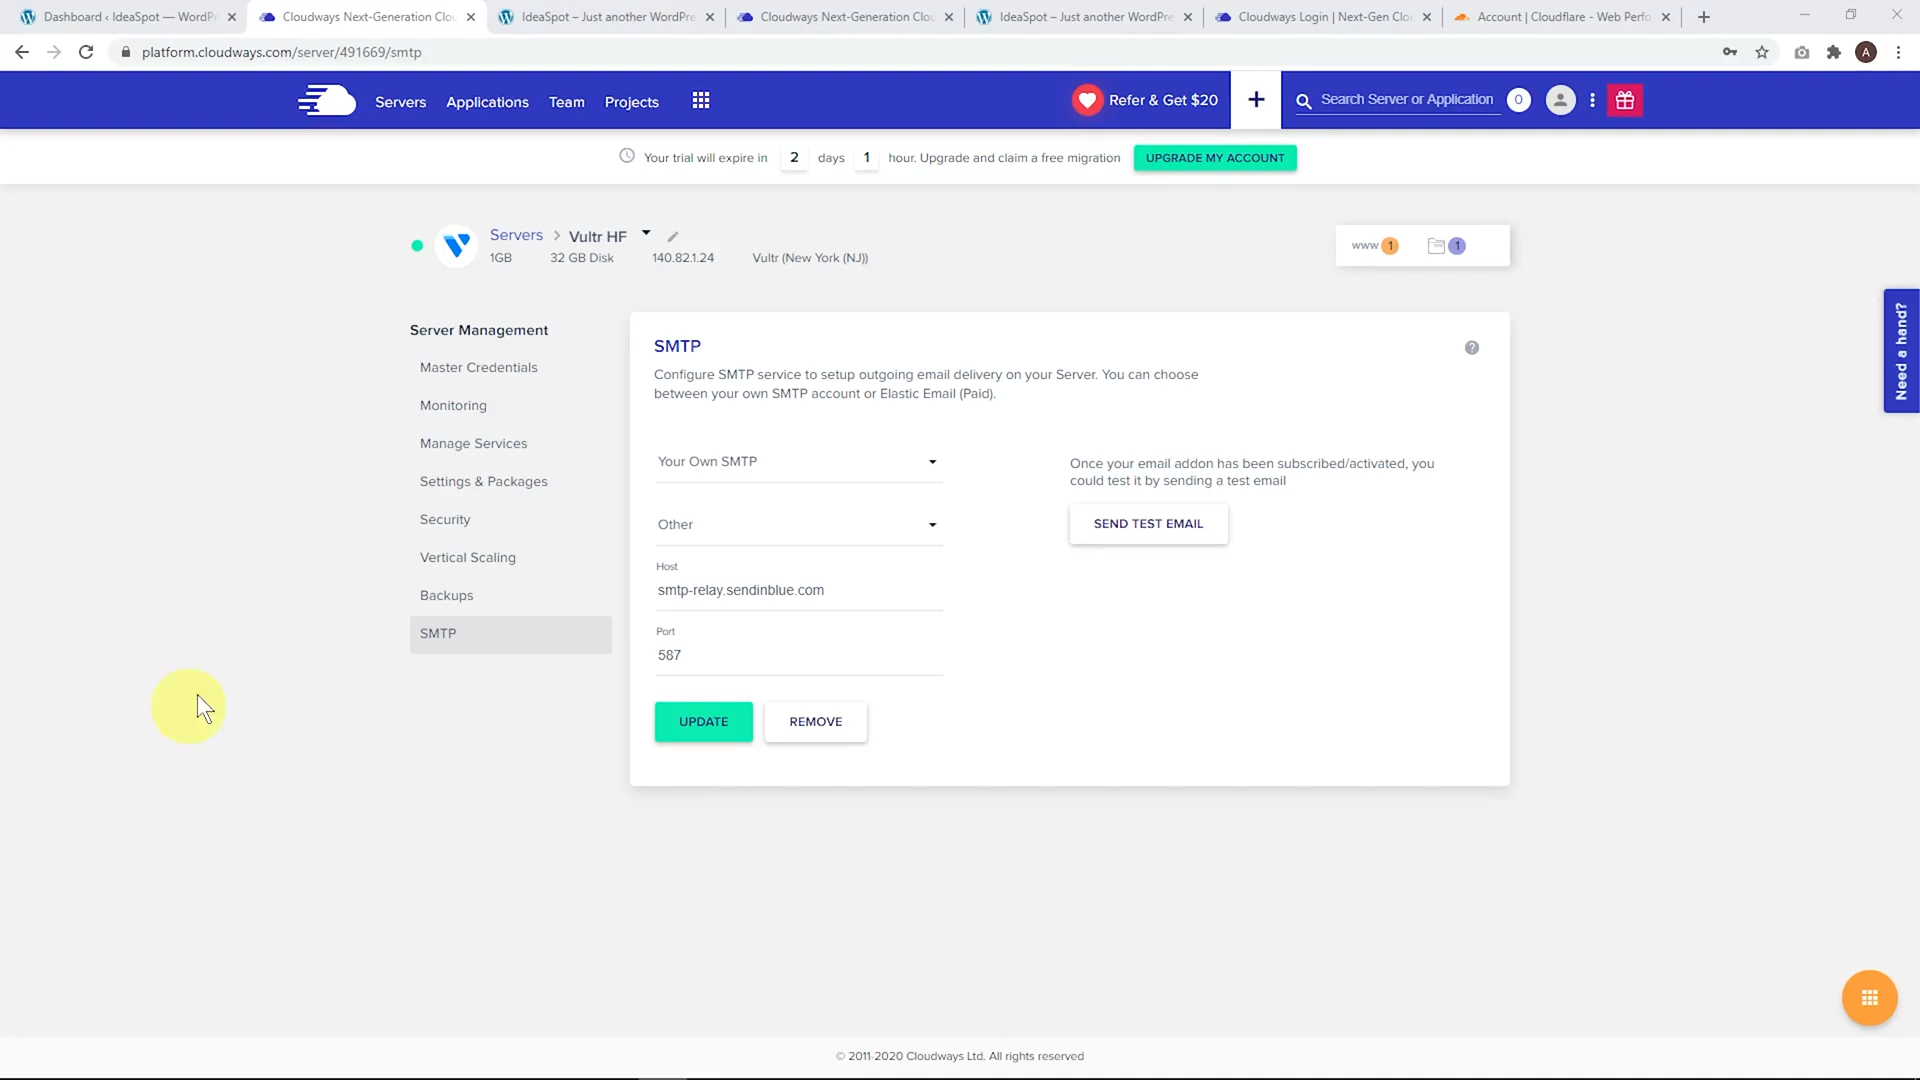 Dashboard ‹ IdeaSpot — WordPr
Cloudways Next-Generation Clou
IdeaSpot – Just another WordPre
Cloudways Next-Generation Clou
IdeaSpot – Just another WordPre
Cloudways Login | Next-Gen Clou
Account | Cloudflare - Web Perfo
platform.cloudways.com/server/491669/smtp
A
Servers
Applications
Team
Projects
Refer & Get $20
+
Search Server or Application
0
Your trial will expire in 2 days 1 hour. Upgrade and claim a free migration
UPGRADE MY ACCOUNT
Servers > Vultr HF
1GB
32 GB Disk
140.82.1.24
Vultr (New York (NJ))
www 1
1
Need a hand?
Server Management
Master Credentials
Monitoring
Manage Services
Settings & Packages
Security
Vertical Scaling
Backups
SMTP
SMTP
?
Configure SMTP service to setup outgoing email delivery on your Server. You can choose
between your own SMTP account or Elastic Email (Paid).
Your Own SMTP
Other
Host
smtp-relay.sendinblue.com
Port
587
UPDATE
REMOVE
Once your email addon has been subscribed/activated, you
could test it by sending a test email
SEND TEST EMAIL
© 2011-2020 Cloudways Ltd. All rights reserved